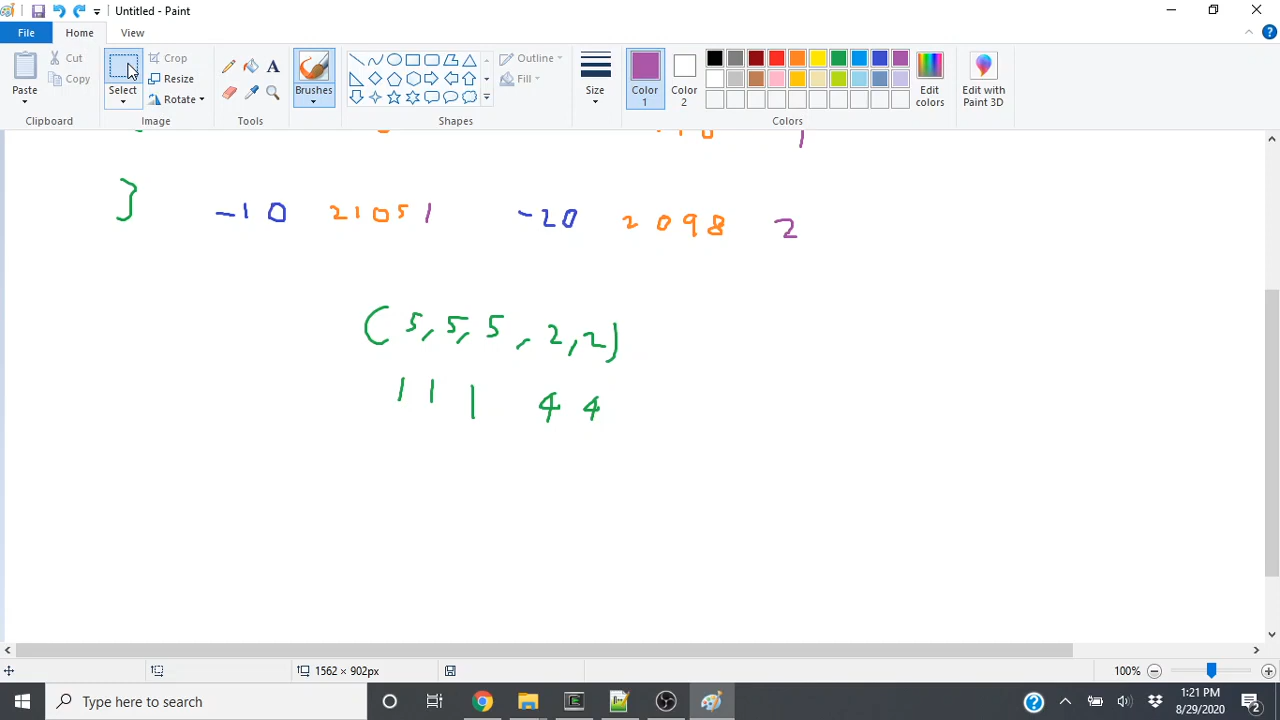 Untitled - Paint
File Home View
Paste
Cut
Copy
Clipboard
Select
Crop
Resize
Rotate
Image
A
Tools
Brushes
Shapes
Outline
Fill
Size
Color 1
Color 2
Colors
Edit colors
Edit with Paint 3D
} -10 21051 -20 2098 2
(5,5,5,2,2)
1 1 1 4 4
1562 × 902px
100%
Type here to search
1:21 PM
8/29/2020
2